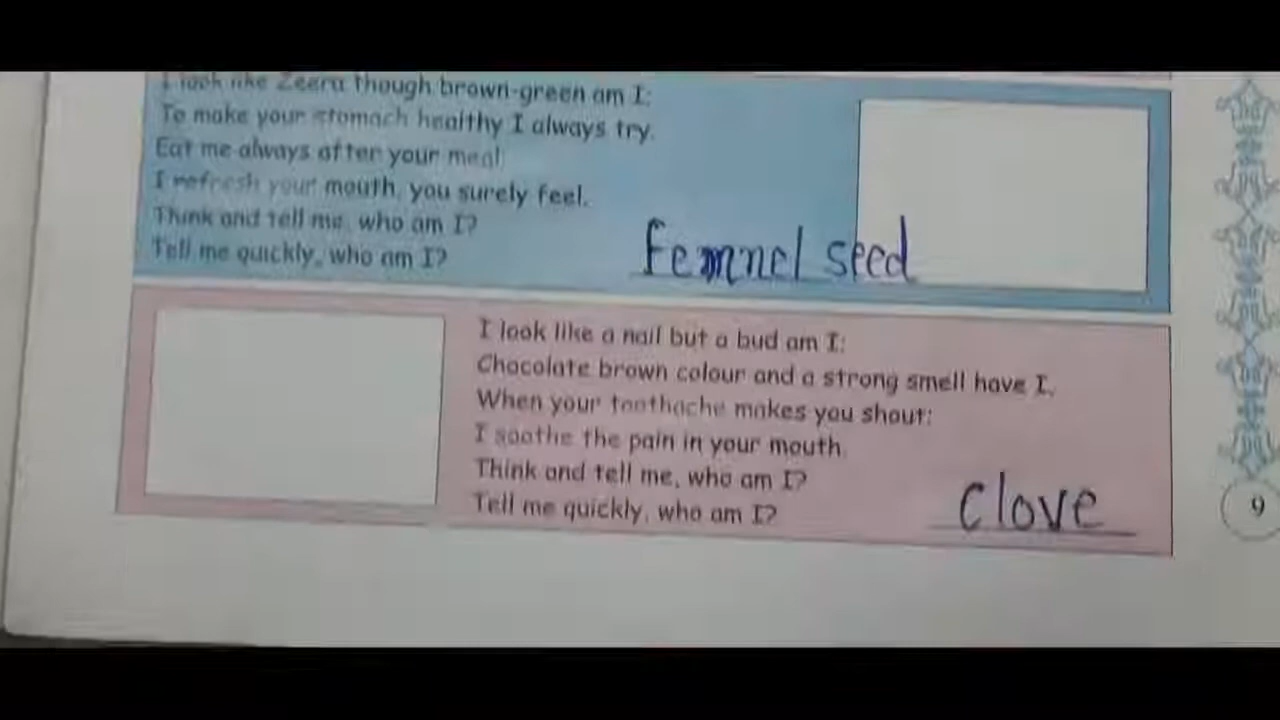 I look like Zeera though brown-green am I:
To make your stomach healthy I always try.
Eat me always after your meal
I refresh your mouth, you surely feel.
Think and tell me, who am I?
Tell me quickly, who am I?
Femnel seed
I look like a nail but a bud am I:
Chocolate brown colour and a strong smell have I.
When your toothache makes you shout:
I soothe the pain in your mouth.
Think and tell me, who am I?
Tell me quickly, who am I?
Clove
9